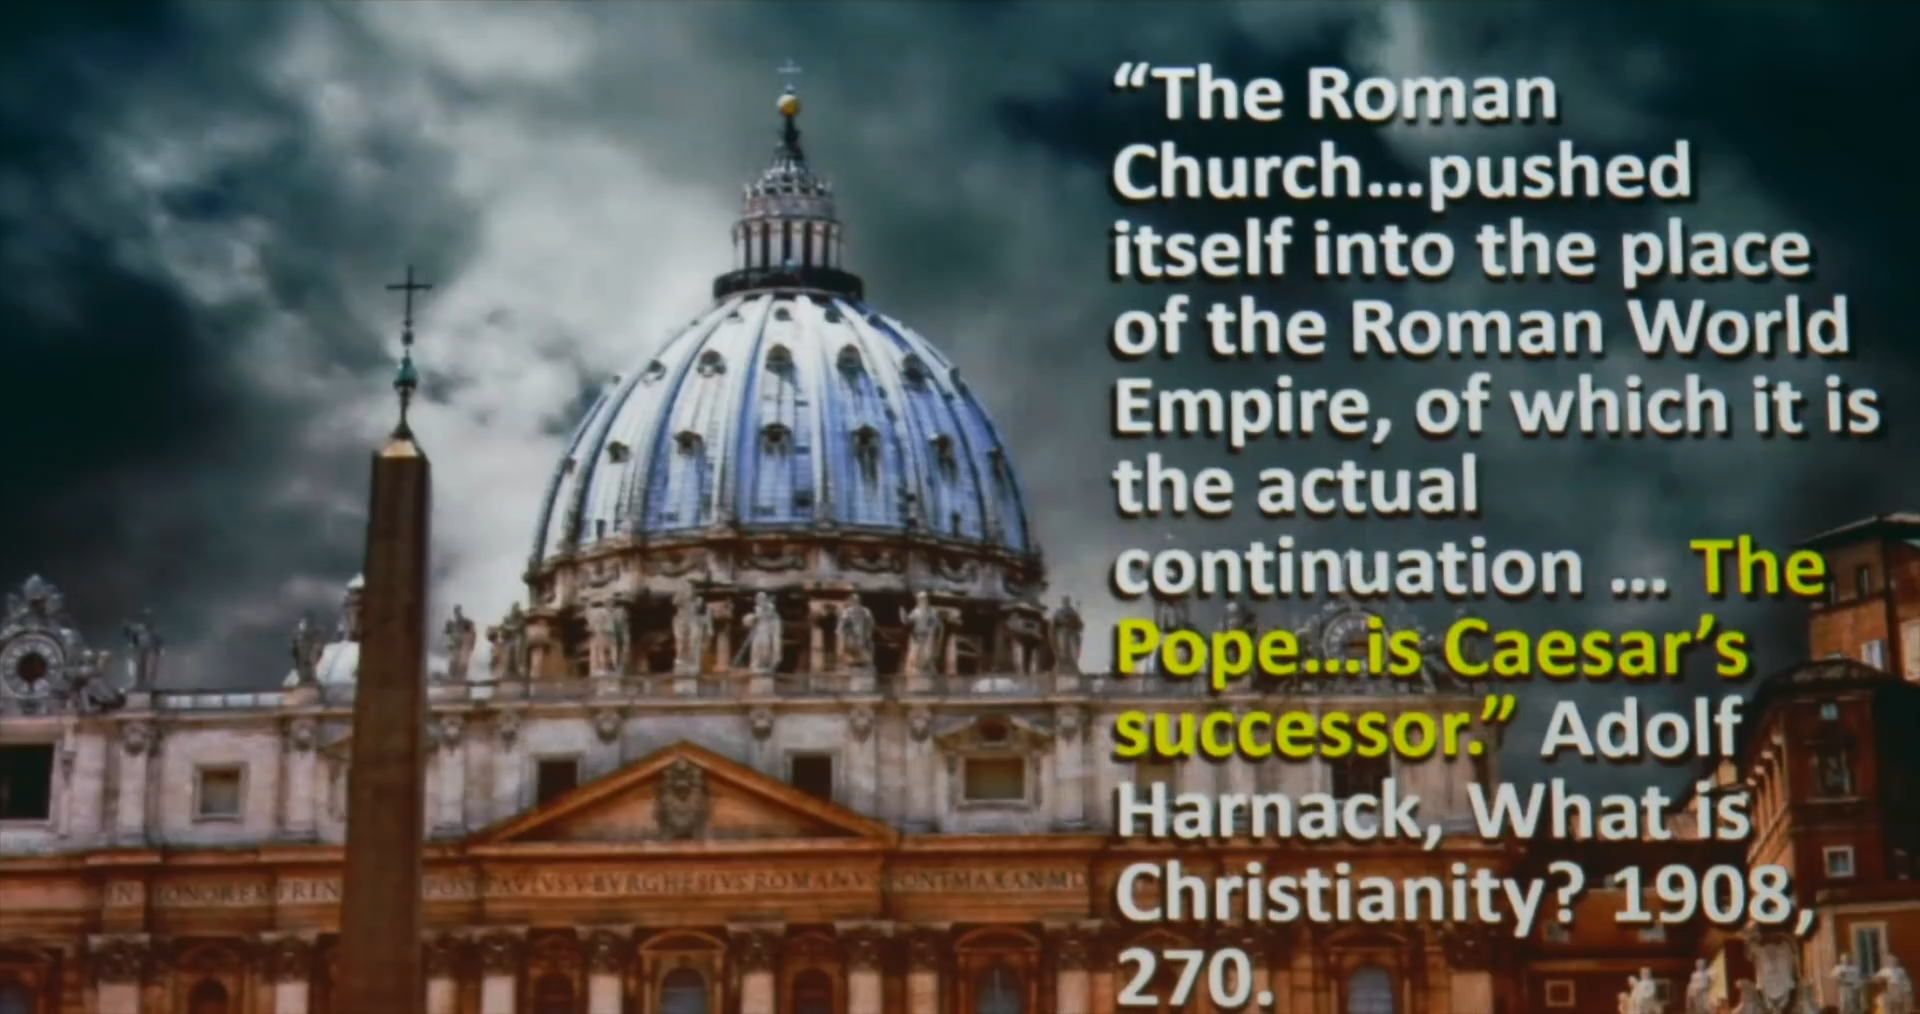 “The Roman
Church...pushed
itself into the place
of the Roman World
Empire, of which it is
the actual
continuation ... The
Pope...is Caesar’s
successor.” Adolf
Harnack, What is
Christianity? 1908,
270.